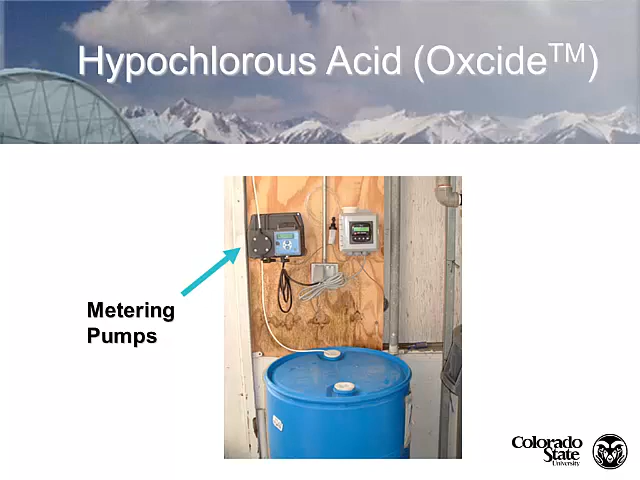 Hypochlorous Acid (Oxcide™)
Metering
Pumps
Colorado
State
University